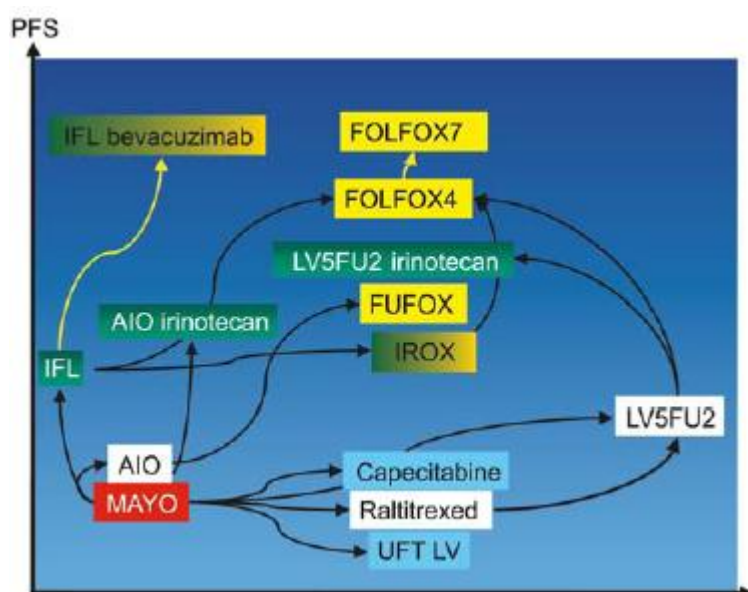 PFS
IFL bevacuzimab
FOLFOX7
FOLFOX4
LV5FU2 irinotecan
FUFOX
AIO irinotecan
IROX
IFL
LV5FU2
AIO
Capecitabine
MAYO
Raltitrexed
UFT LV